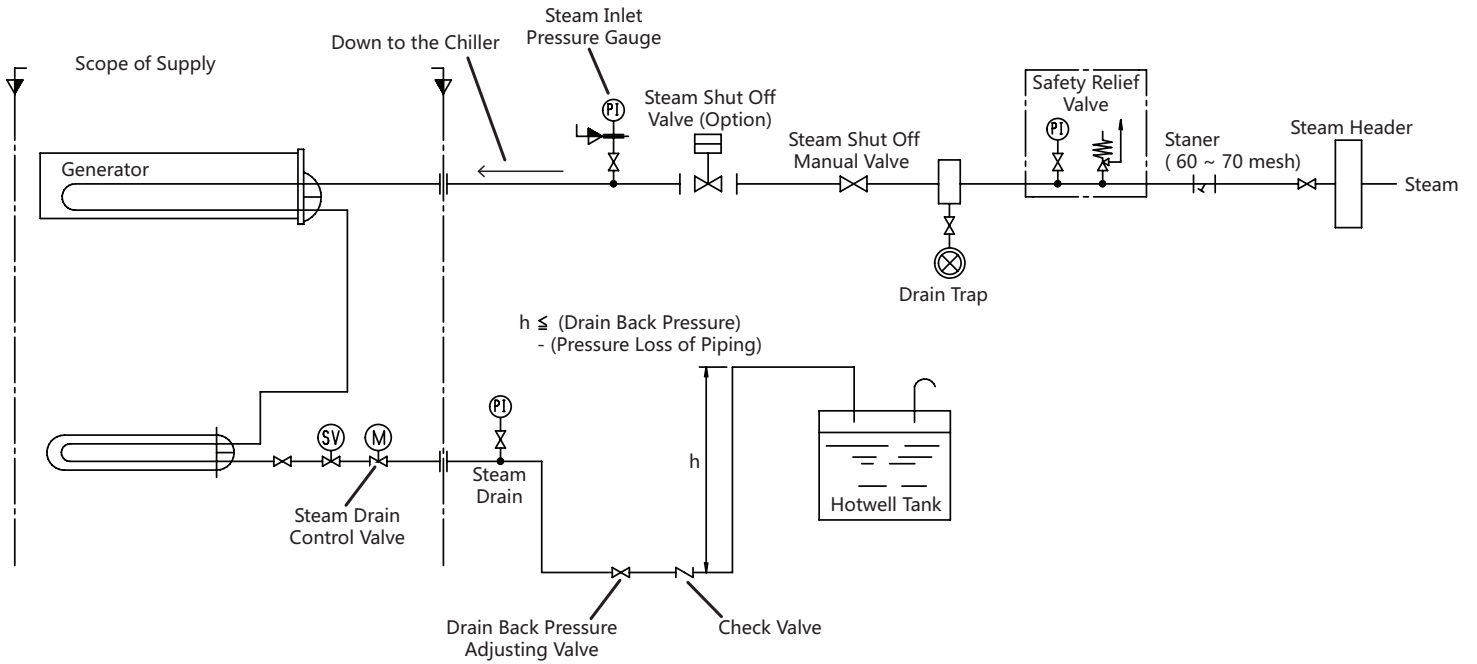 Steam Inlet
Pressure Gauge
Down to the Chiller
Scope of Supply
PI
Steam Shut Off
Valve (Option)
Steam Shut Off
Manual Valve
Safety Relief
Valve
PI
Staner
( 60 ~ 70 mesh)
Steam Header
Generator
Steam
Drain Trap
h ≦ (Drain Back Pressure)
- (Pressure Loss of Piping)
PI
SV
M
h
Steam
Drain
Hotwell Tank
Steam Drain
Control Valve
Drain Back Pressure
Adjusting Valve
Check Valve